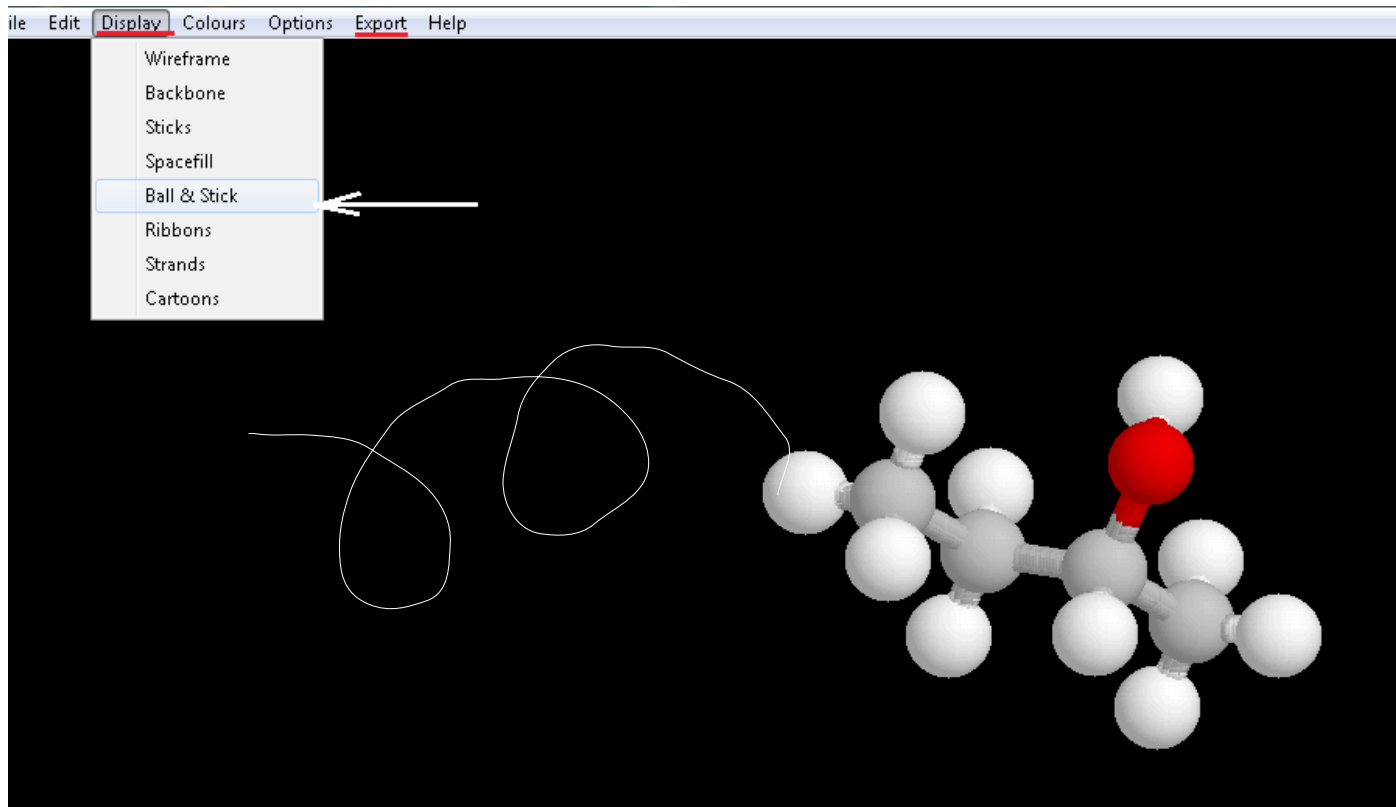 ile Edit Display Colours Options Export Help
Wireframe
Backbone
Sticks
Spacefill
Ball & Stick
Ribbons
Strands
Cartoons